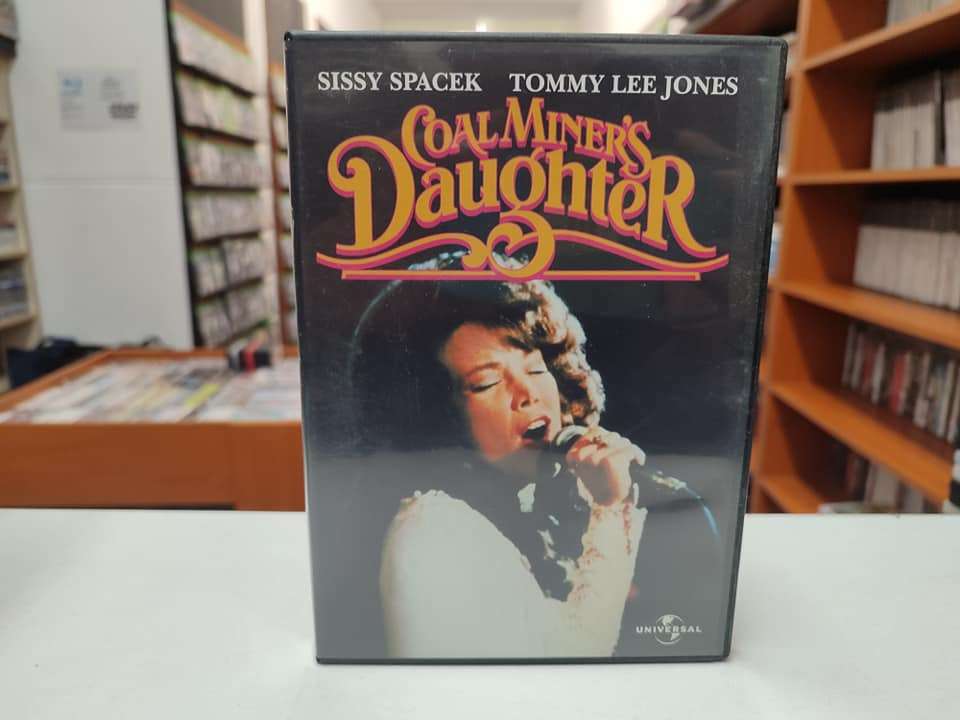 SISSY SPACEK TOMMY LEE JONES
COAL MINER'S
DaughteR
UNIVERSAL